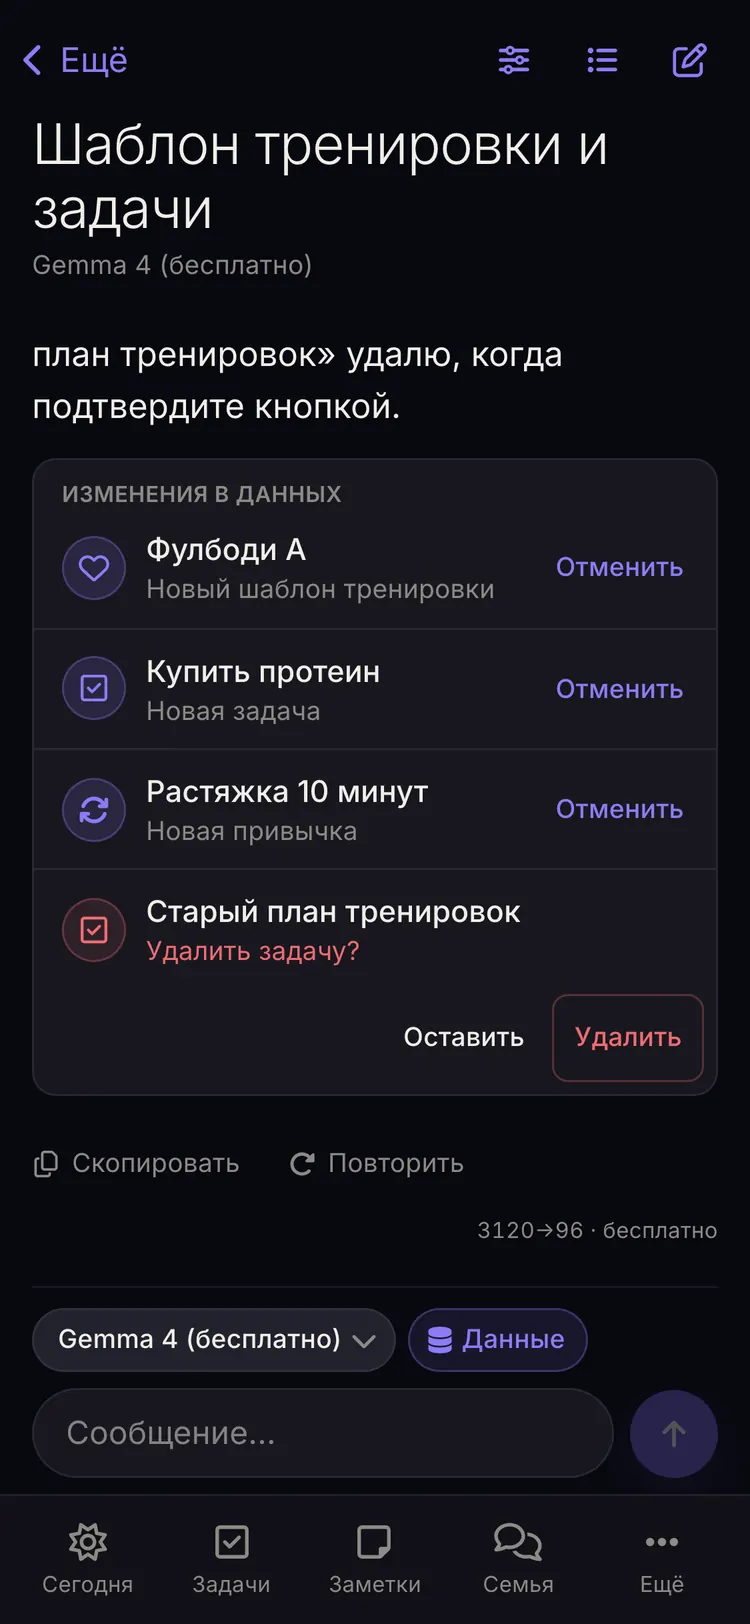 Ещё
Шаблон тренировки и
задачи
Gemma 4 (бесплатно)
план тренировок» удалю, когда
подтвердите кнопкой.
ИЗМЕНЕНИЯ В ДАННЫХ
Фулбоди А
Новый шаблон тренировки
Отменить
Купить протеин
Новая задача
Отменить
Растяжка 10 минут
Новая привычка
Отменить
Старый план тренировок
Удалить задачу?
Оставить
Удалить
Скопировать
Повторить
3120→96 · бесплатно
Gemma 4 (бесплатно)
Данные
Сообщение...
Сегодня
Задачи
Заметки
Семья
Ещё